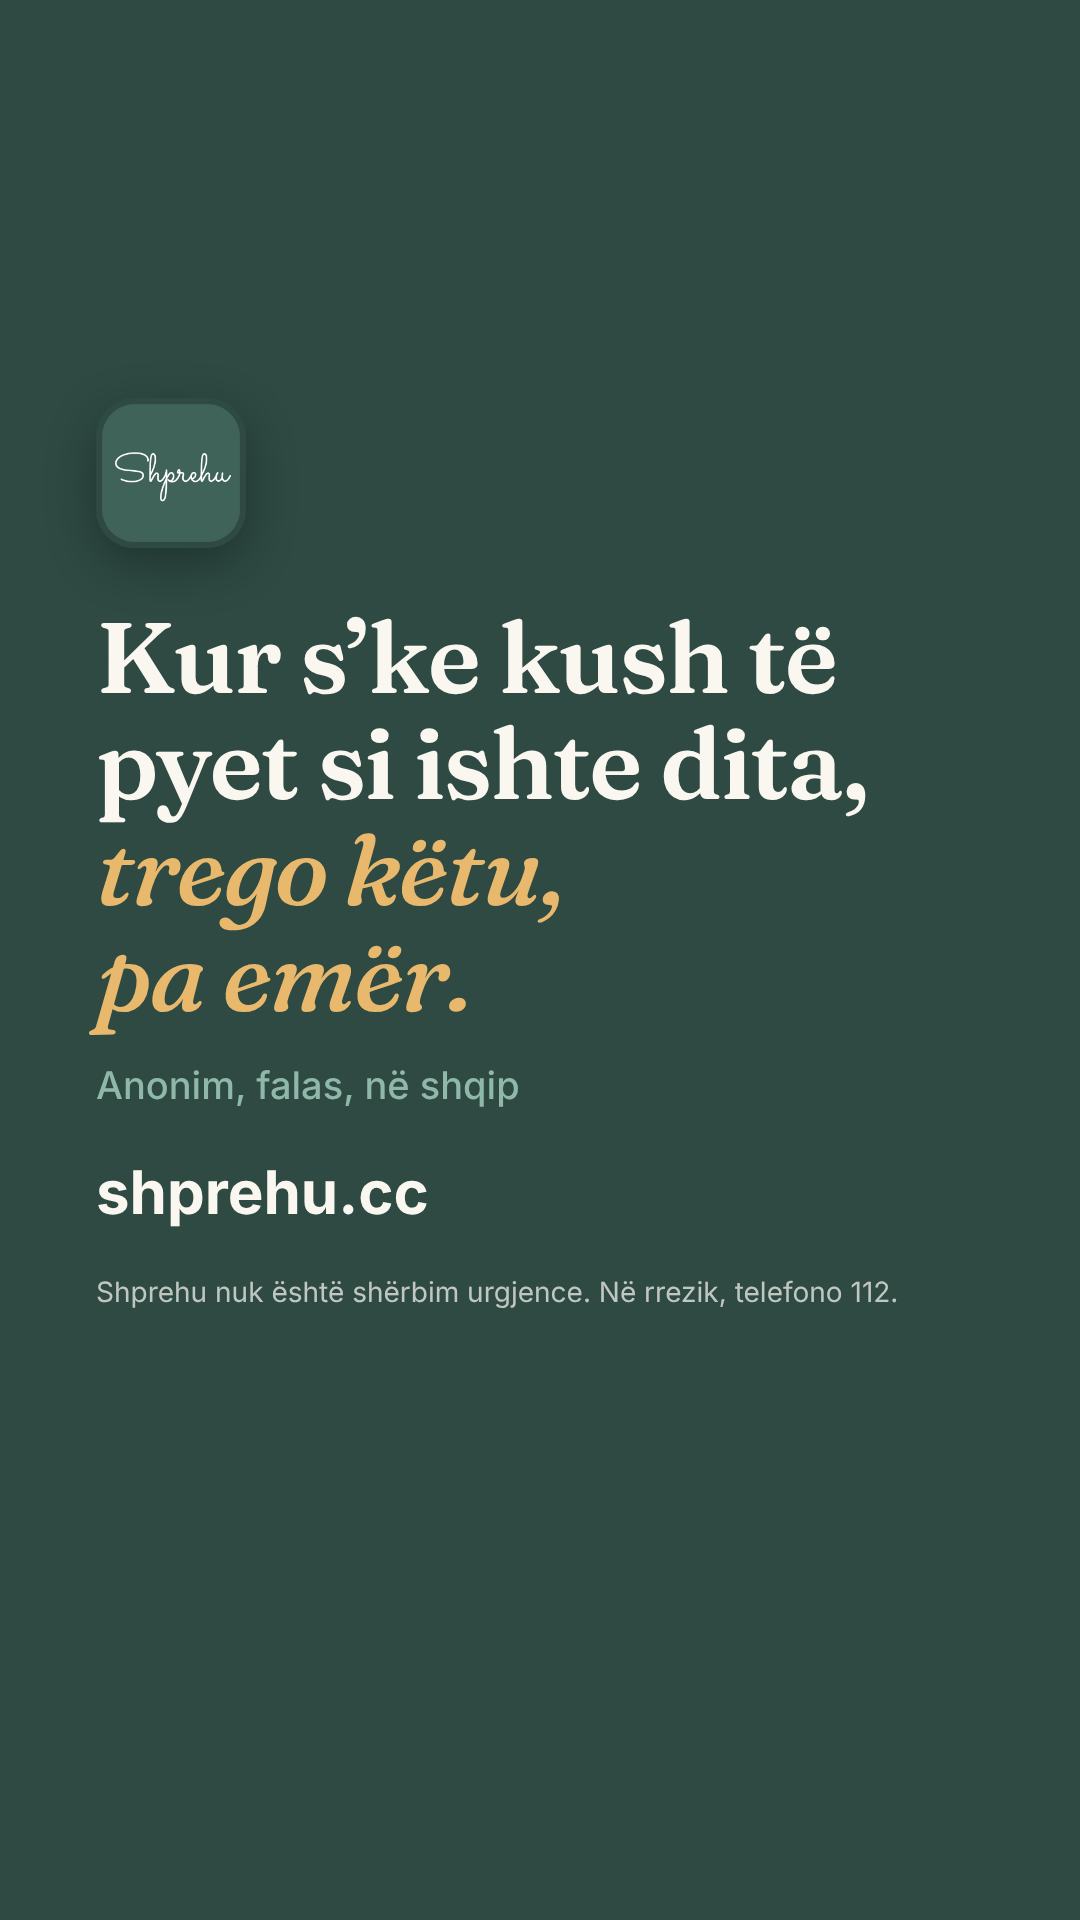 Shprehu
Kur s’ke kush të
pyet si ishte dita,
trego këtu,
pa emër.
Anonim, falas, në shqip
shprehu.cc
Shprehu nuk është shërbim urgjence. Në rrezik, telefono 112.